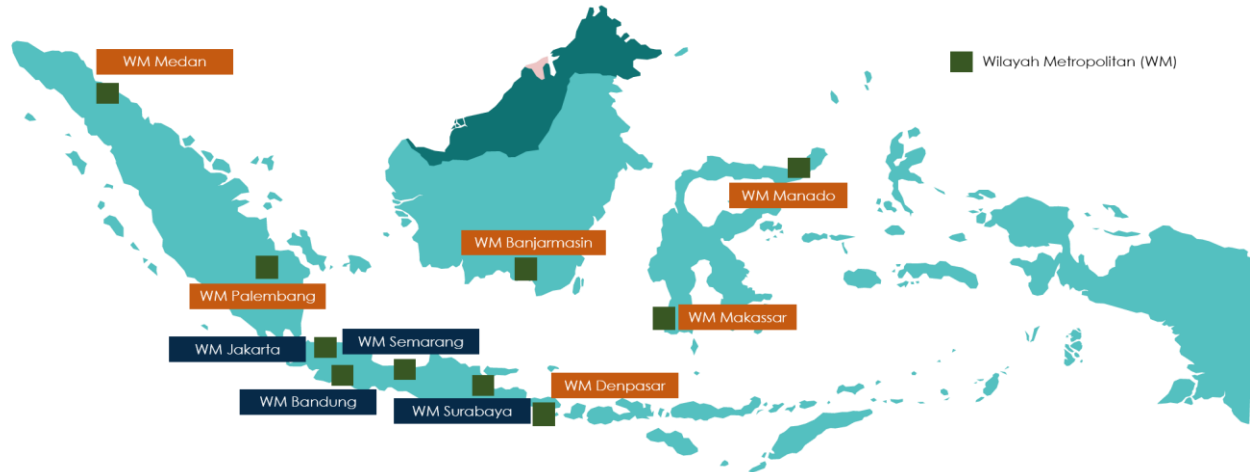 WM Medan
Wilayah Metropolitan (WM)
WM Manado
WM Banjarmasin
WM Palembang
WM Makassar
WM Semarang
WM Jakarta
WM Denpasar
WM Bandung
WM Surabaya